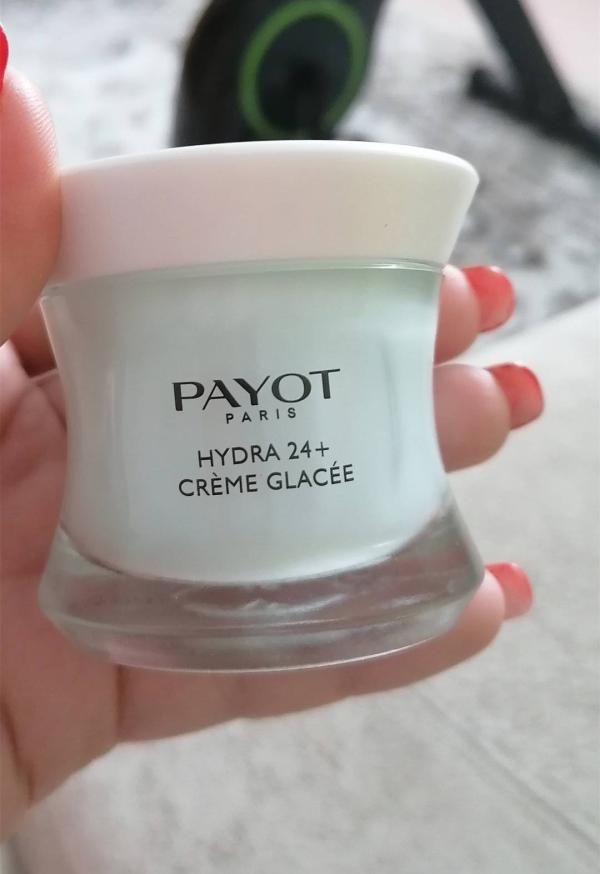 PAYOT
PARIS
HYDRA 24+
CRÈME GLACÉE